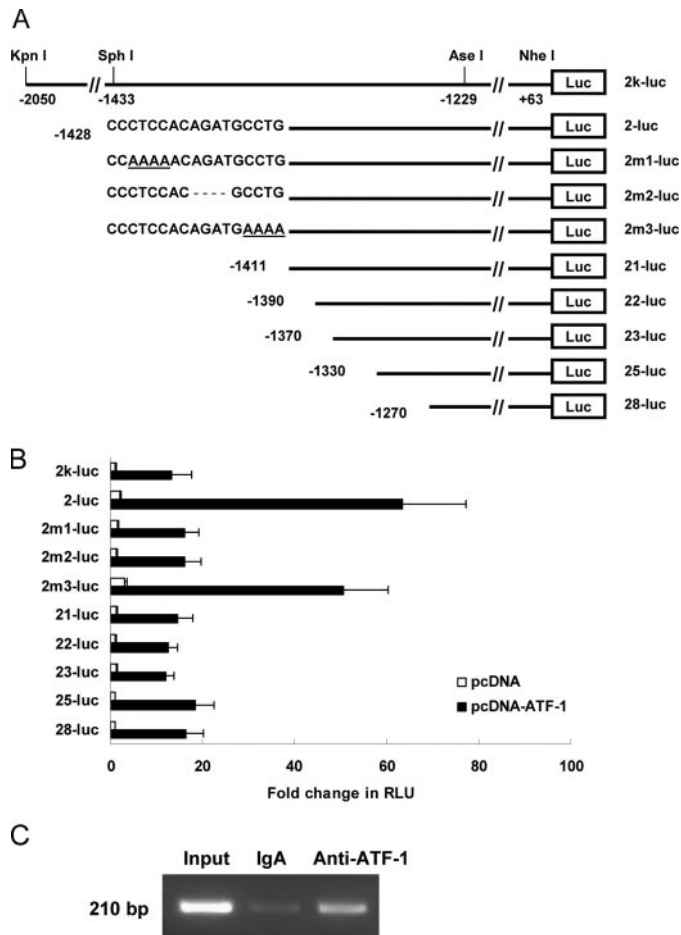 A
Kpn I Sph I Ase I Nhe I
-2050 -1433 -1229 +63 Luc 2k-luc
-1428 CCCTCCACAGATGCCTG Luc 2-luc
CCAAAAACAGATGCCTG Luc 2m1-luc
CCCTCCAC - - - - GCCTG Luc 2m2-luc
CCCTCCACAGATGAAAA Luc 2m3-luc
-1411 Luc 21-luc
-1390 Luc 22-luc
-1370 Luc 23-luc
-1330 Luc 25-luc
-1270 Luc 28-luc
B
2k-luc
2-luc
2m1-luc
2m2-luc
2m3-luc
21-luc
22-luc
23-luc
25-luc
28-luc
pcDNA
pcDNA-ATF-1
0 20 40 60 80 100
Fold change in RLU
C
Input IgA Anti-ATF-1
210 bp